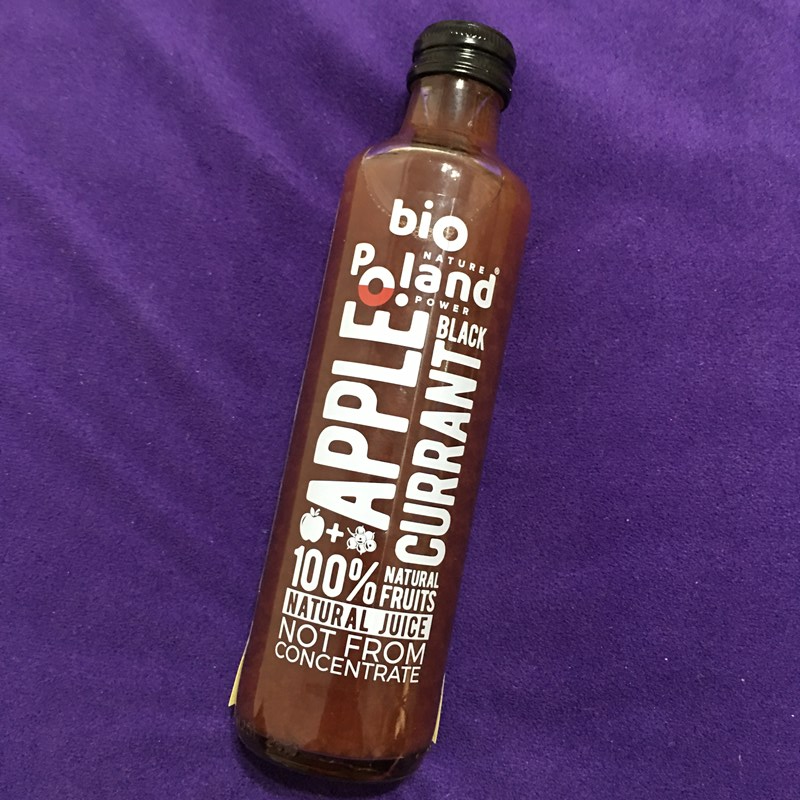 bio
NATURE ®
Poland
POWER
APPLE
BLACK
CURRANT
+
100% NATURAL
FRUITS
NATURAL JUICE
NOT FROM
CONCENTRATE